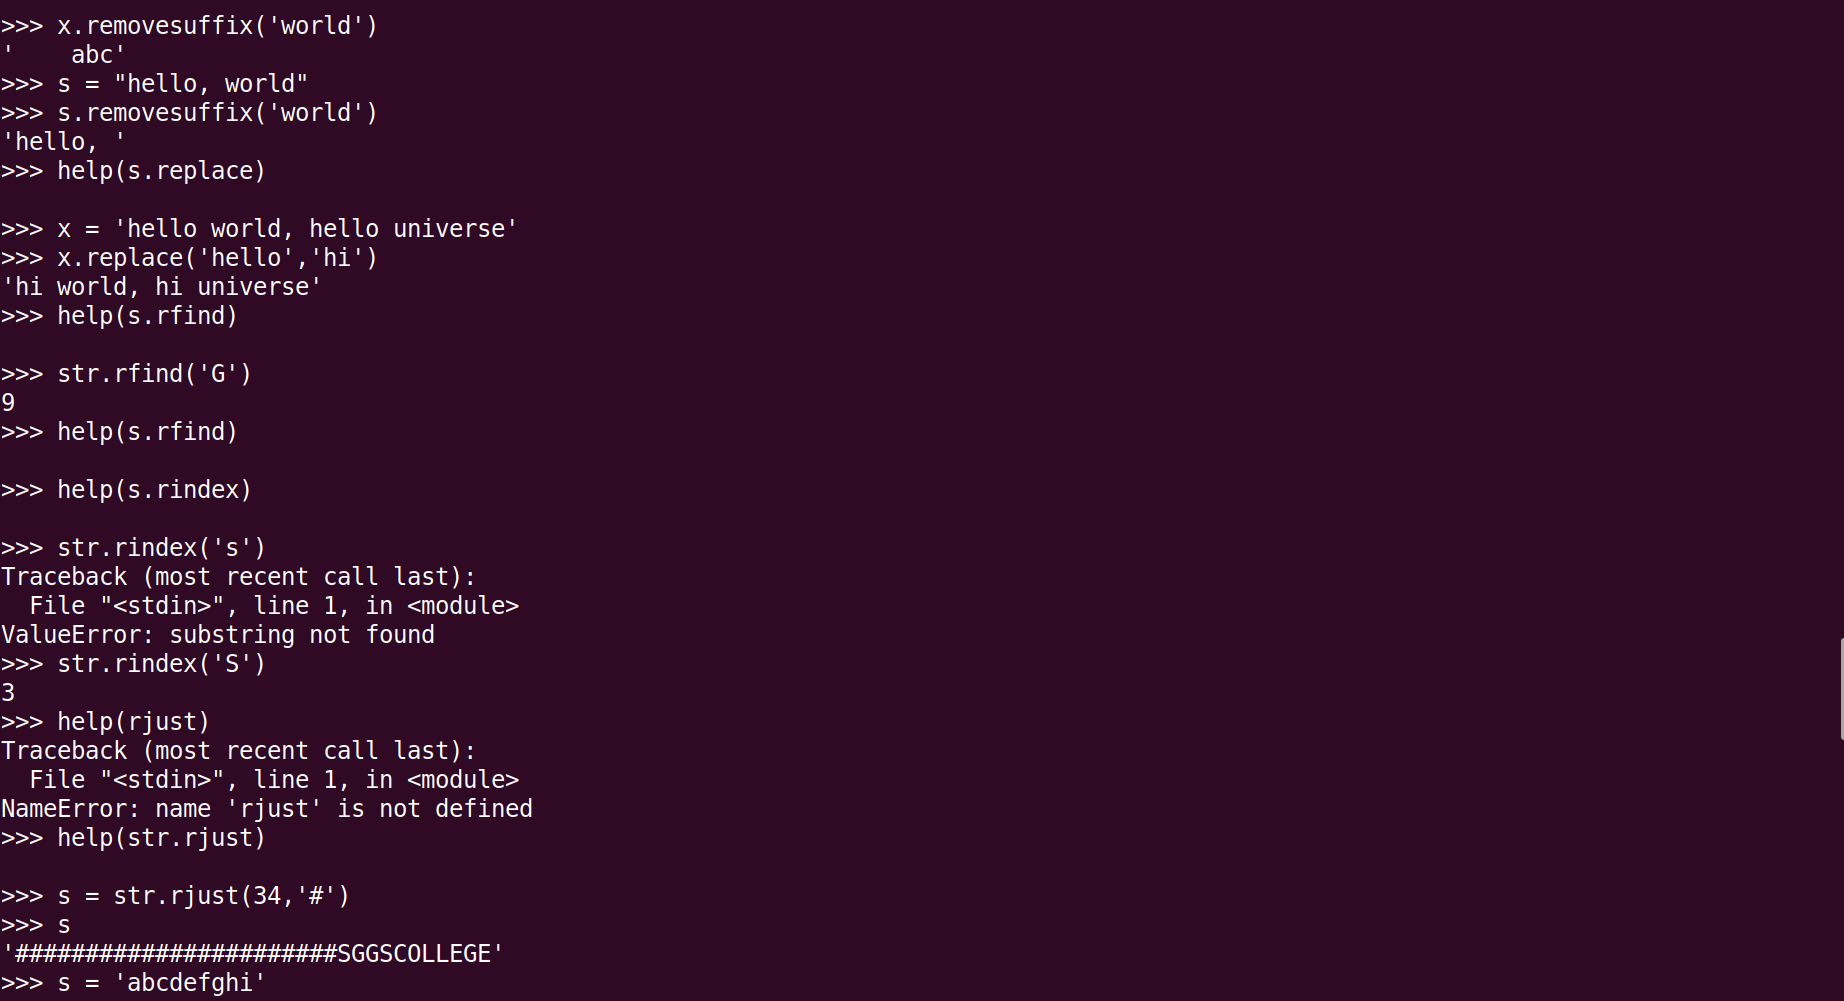 >>> x.removesuffix('world')
'    abc'
>>> s = "hello, world"
>>> s.removesuffix('world')
'hello, '
>>> help(s.replace)

>>> x = 'hello world, hello universe'
>>> x.replace('hello','hi')
'hi world, hi universe'
>>> help(s.rfind)

>>> str.rfind('G')
9
>>> help(s.rfind)

>>> help(s.rindex)

>>> str.rindex('s')
Traceback (most recent call last):
  File "<stdin>", line 1, in <module>
ValueError: substring not found
>>> str.rindex('S')
3
>>> help(rjust)
Traceback (most recent call last):
  File "<stdin>", line 1, in <module>
NameError: name 'rjust' is not defined
>>> help(str.rjust)

>>> s = str.rjust(34,'#')
>>> s
'#######################SGGSCOLLEGE'
>>> s = 'abcdefghi'